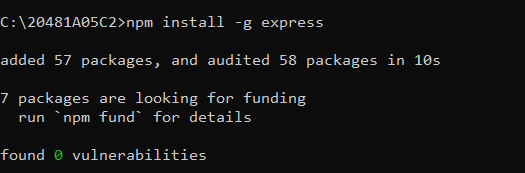 C:\20481A05C2>npm install -g express
added 57 packages, and audited 58 packages in 10s
7 packages are looking for funding
  run `npm fund` for details
found 0 vulnerabilities